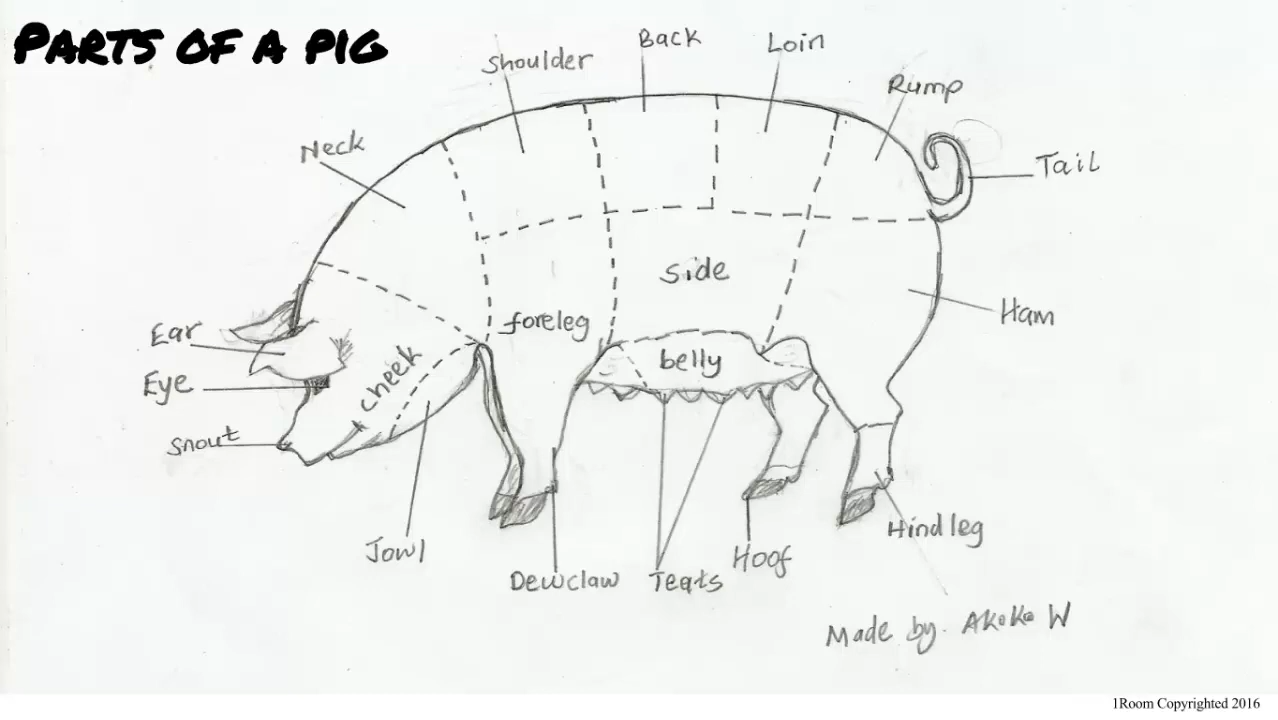 PARTS OF A PIG
Shoulder
Back
Loin
Rump
Neck
Tail
side
Ham
foreleg
Ear
belly
Eye
cheek
Snout
Jowl
Dewclaw
Teats
Hoof
Hind leg
Made by. Akoko W
1Room Copyrighted 2016